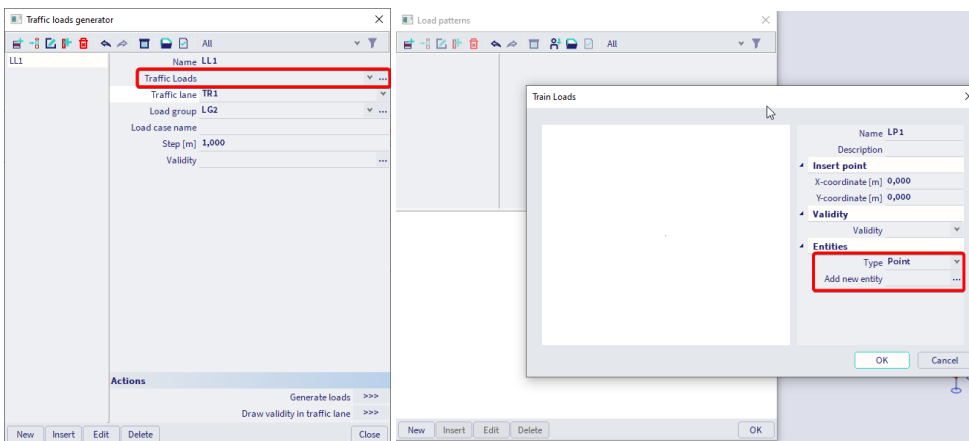 Traffic loads generator
All
LL1
Name LL1
Traffic Loads
Traffic lane TR1
Load group LG2
Load case name
Step [m] 1,000
Validity
Actions
Generate loads >>>
Draw validity in traffic lane >>>
New Insert Edit Delete Close
Load patterns
All
New Insert Edit Delete OK
Train Loads
Name LP1
Description
Insert point
X-coordinate [m] 0,000
Y-coordinate [m] 0,000
Validity
Validity
Entities
Type Point
Add new entity
OK Cancel